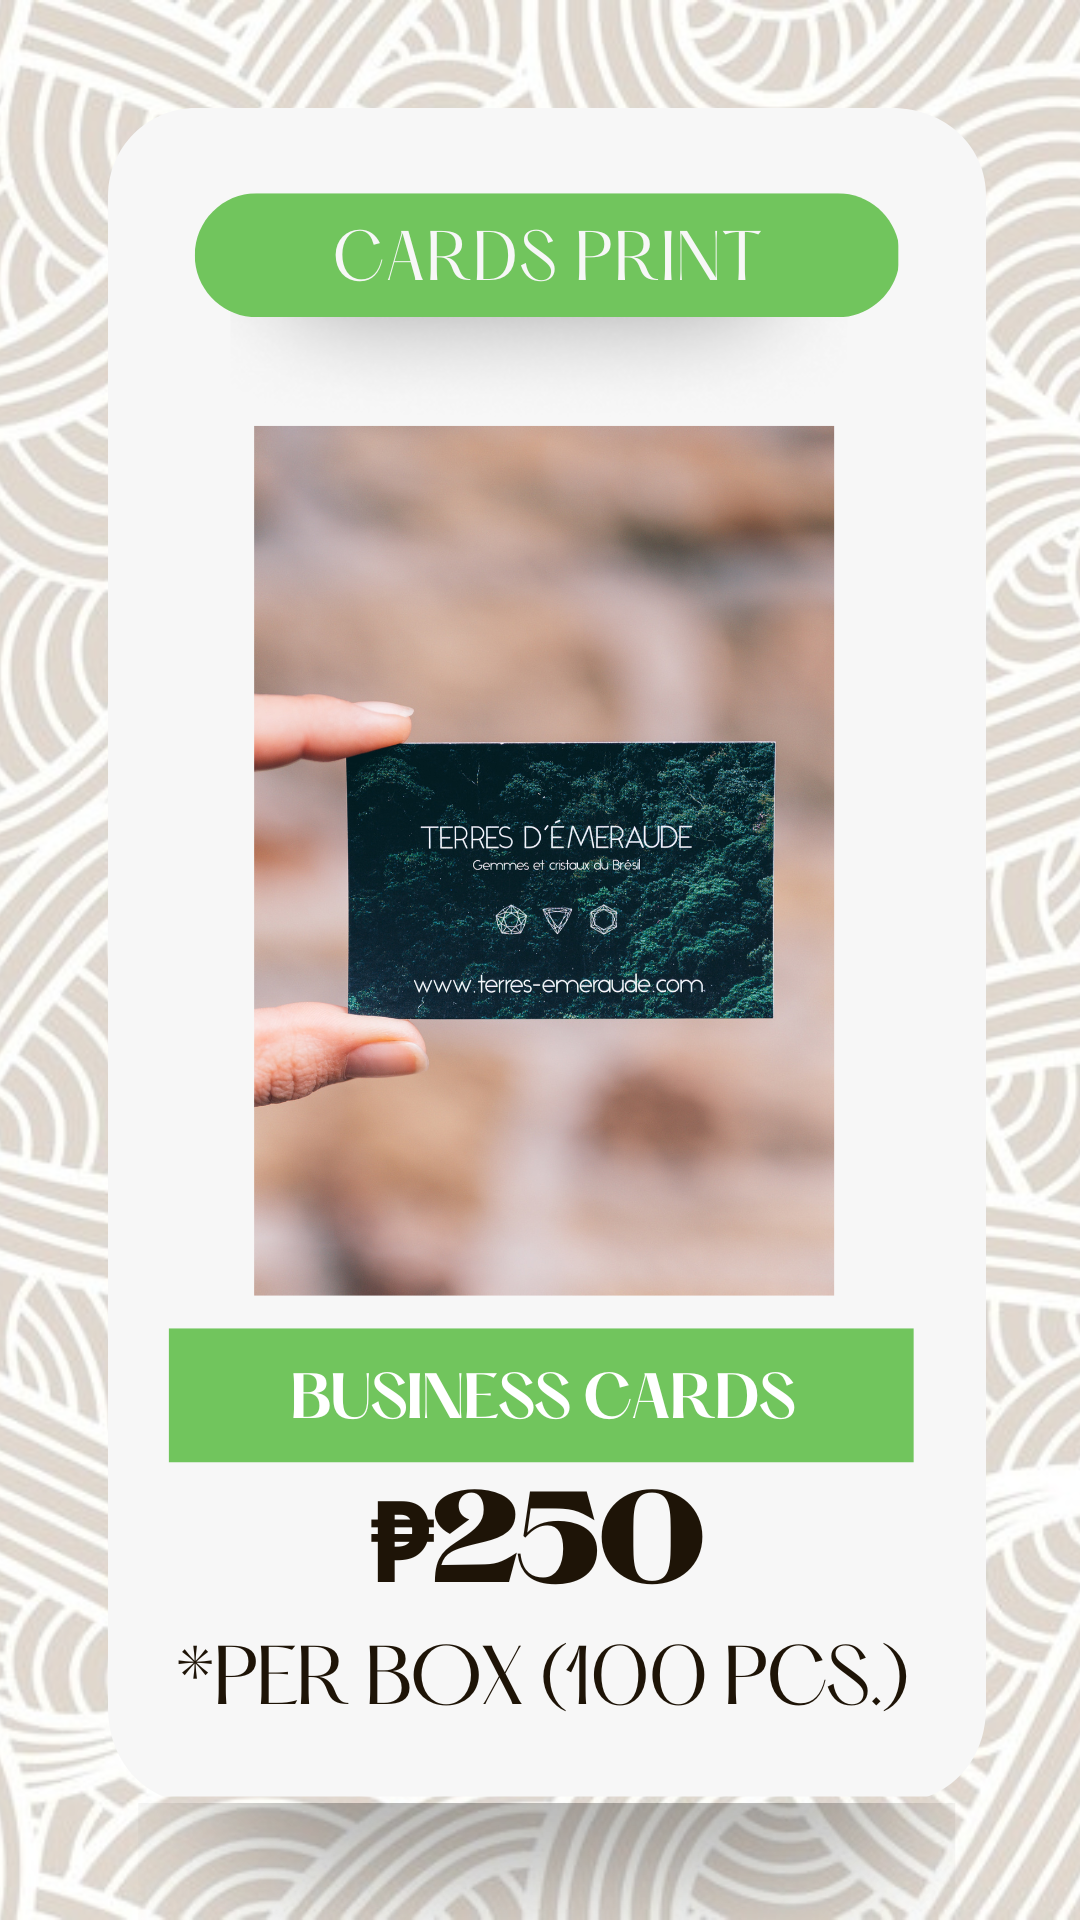 CARDS PRINT
TERRES D'ÉMERAUDE
Gemmes et cristaux du Brésil
www.terres-emeraude.com
BUSINESS CARDS
₱250
*PER BOX (100 PCS.)